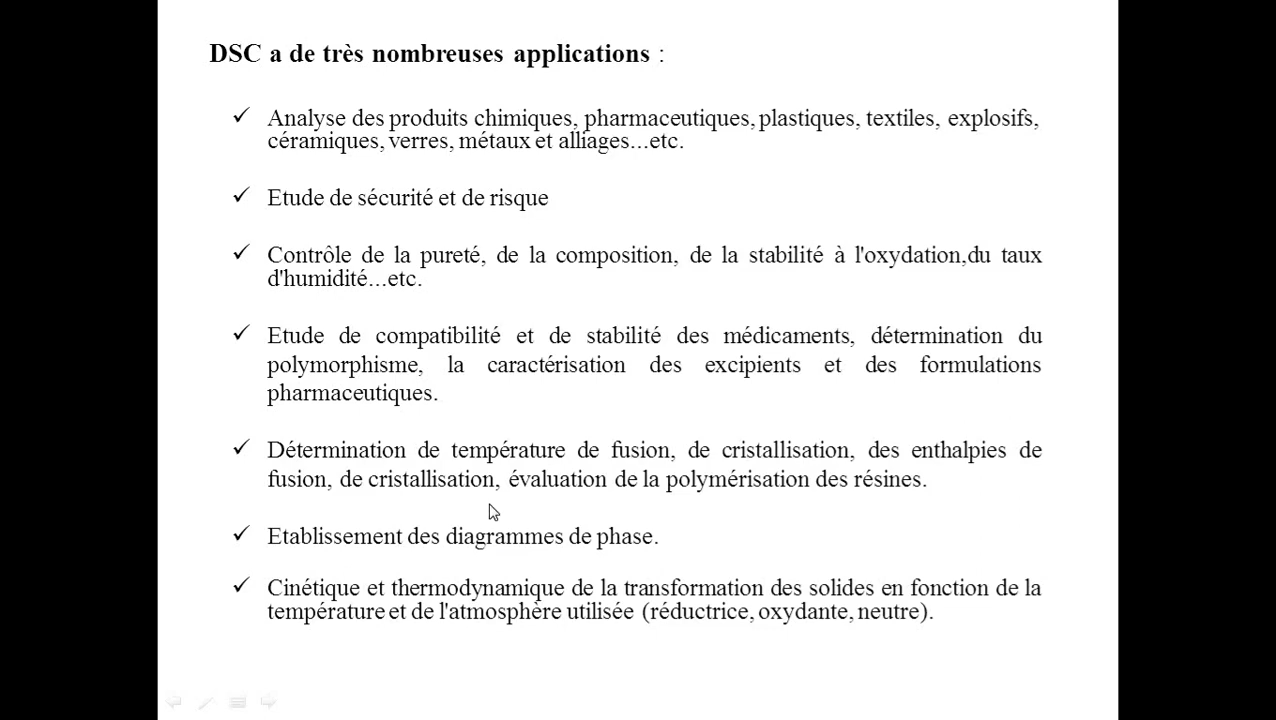 DSC a de très nombreuses applications :
✓ Analyse des produits chimiques, pharmaceutiques, plastiques, textiles, explosifs,
céramiques, verres, métaux et alliages...etc.
✓ Etude de sécurité et de risque
✓ Contrôle de la pureté, de la composition, de la stabilité à l'oxydation,du taux
d'humidité...etc.
✓ Etude de compatibilité et de stabilité des médicaments, détermination du
polymorphisme, la caractérisation des excipients et des formulations
pharmaceutiques.
✓ Détermination de température de fusion, de cristallisation, des enthalpies de
fusion, de cristallisation, évaluation de la polymérisation des résines.
✓ Etablissement des diagrammes de phase.
✓ Cinétique et thermodynamique de la transformation des solides en fonction de la
température et de l'atmosphère utilisée (réductrice, oxydante, neutre).